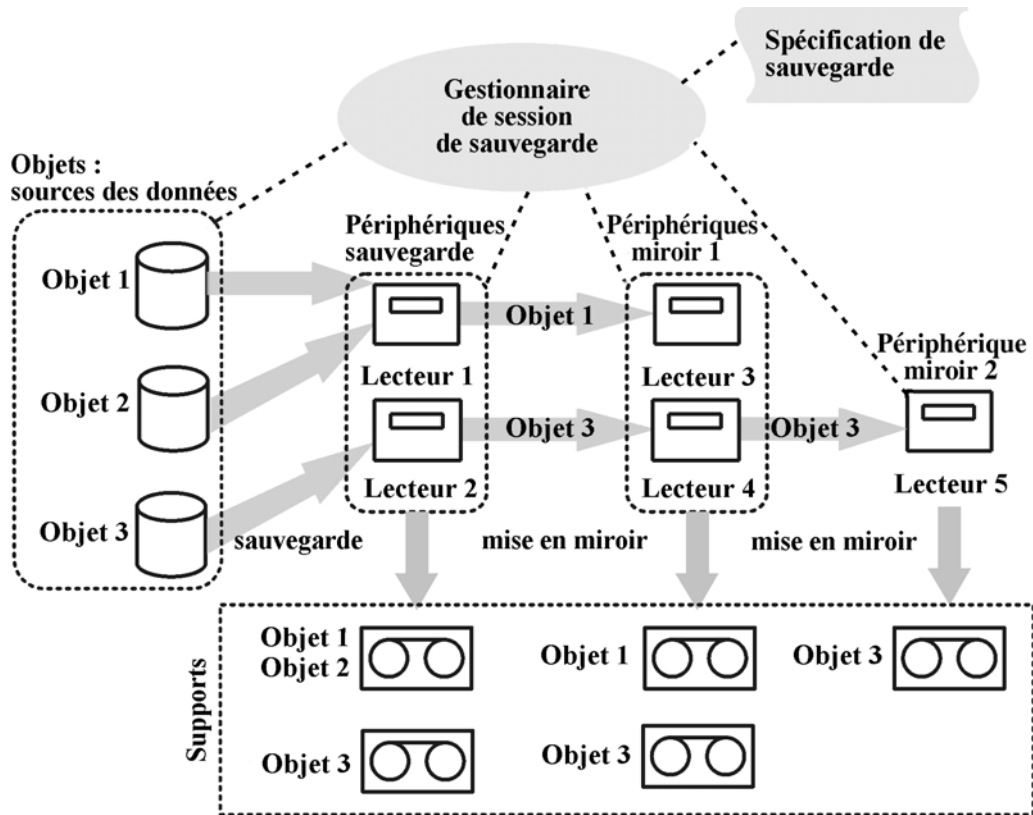 Spécification de
sauvegarde
Gestionnaire
de session
de sauvegarde
Objets :
sources des données
Périphériques
sauvegarde
Périphériques
miroir 1
Périphérique
miroir 2
Objet 1
Objet 2
Objet 3
Objet 1
Objet 3
Objet 3
Lecteur 1
Lecteur 2
Lecteur 3
Lecteur 4
Lecteur 5
sauvegarde
mise en miroir
mise en miroir
Supports
Objet 1
Objet 2
Objet 1
Objet 3
Objet 3
Objet 3